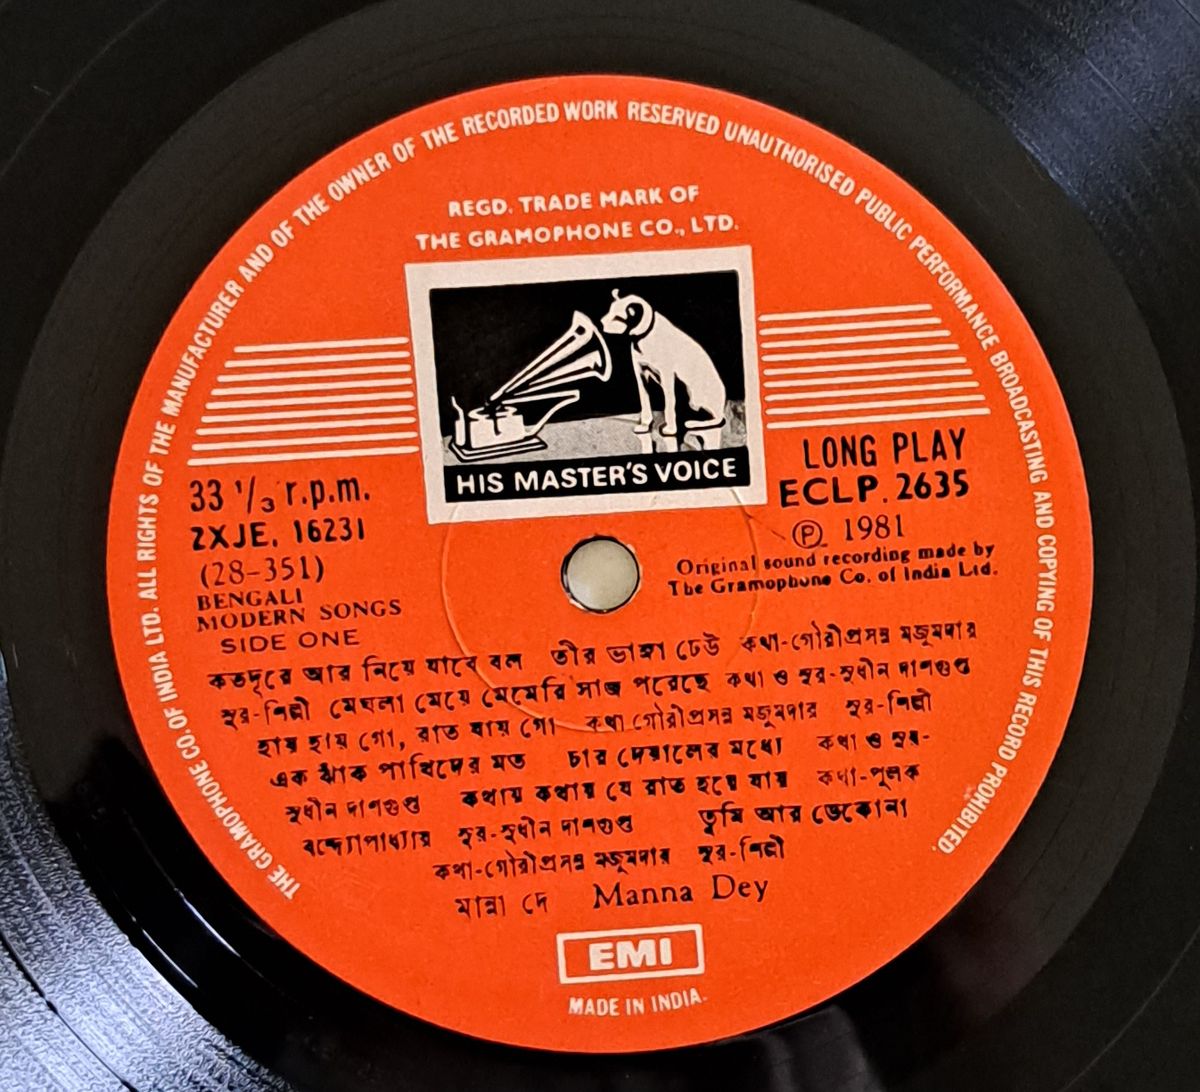 THE GRAMOPHONE CO. OF INDIA LTD. ALL RIGHTS OF THE MANUFACTURER AND OF THE OWNER OF THE RECORDED WORK RESERVED UNAUTHORISED PUBLIC PERFORMANCE BROADCASTING AND COPYING OF THIS RECORD PROHIBITED.
REGD. TRADE MARK OF
THE GRAMOPHONE CO., LTD.
HIS MASTER'S VOICE
33 1/3 r.p.m.
2XJE. 16231
(28-351)
BENGALI
MODERN SONGS
SIDE ONE
LONG PLAY
ECLP. 2635
Ⓟ 1981
Original sound recording made by
The Gramophone Co. of India Ltd.
কতদূরে আর নিয়ে যাবে বল তীর ভাঙ্গা ঢেউ কথা-গৌরীপ্রসন্ন মজুমদার
সুর-শিল্পী মেঘলা মেয়ে মেঘেরি সাজ পরেছে কথা ও সুর-সুধীন দাশগুপ্ত
হায় হায় গো, রাত যায় গো কথা গৌরীপ্রসন্ন মজুমদার সুর-শিল্পী
এক ঝাঁক পাখিদের মত চার দেয়ালের মধ্যে কথা ও সুর-
সুধীন দাশগুপ্ত কথায় কথায় যে রাত হয়ে যায় কথা-পুলক
বন্দ্যোপাধ্যায় সুর-সুধীন দাশগুপ্ত তুমি আর ডেকোনা
কথা-গৌরীপ্রসন্ন মজুমদার সুর-শিল্পী
মান্না দে Manna Dey
EMI
MADE IN INDIA.